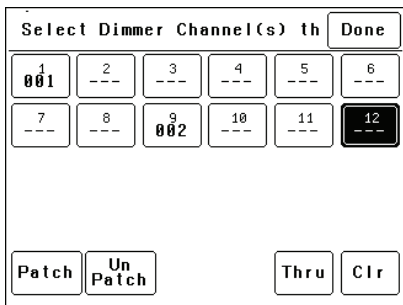 Select Dimmer Channel(s) th Done
1 2 3 4 5 6
001 --- --- --- --- ---
7 8 9 10 11 12
--- --- 002 --- --- ---
Patch Un Patch Thru Clr